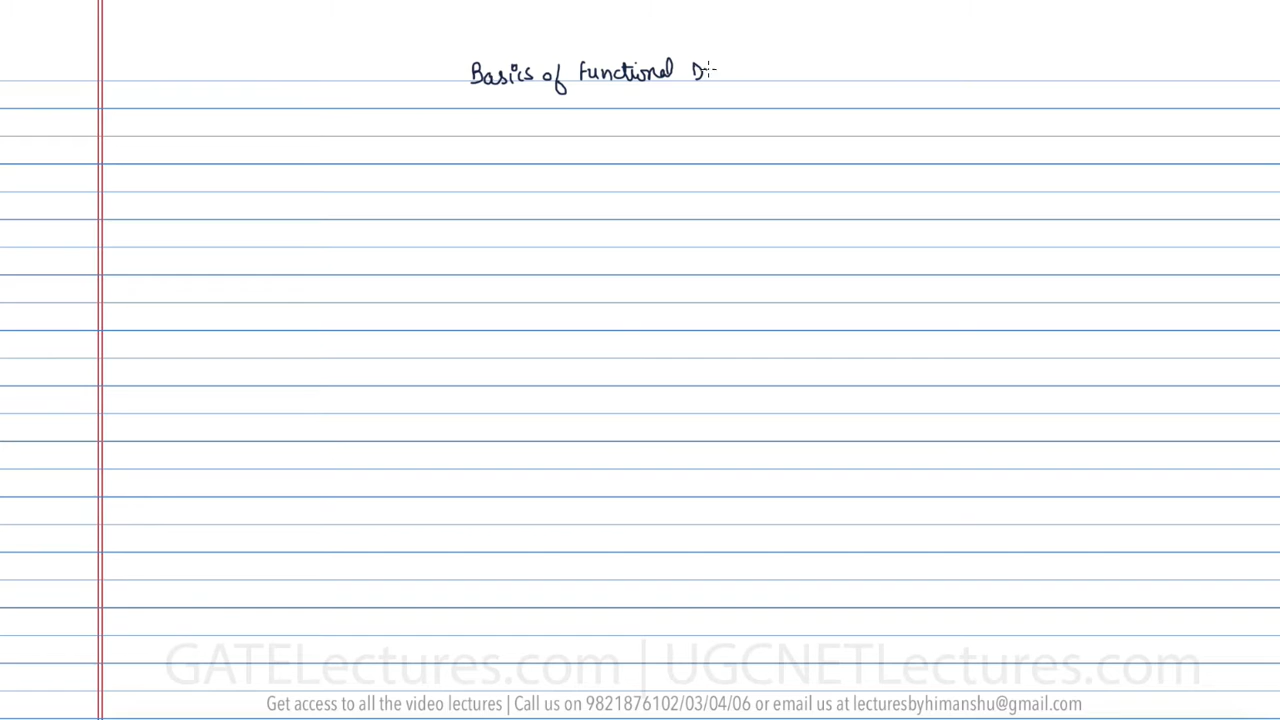 Basics of Functional D
GATELectures.com | UGCNETLectures.com
Get access to all the video lectures | Call us on 9821876102/03/04/06 or email us at lecturesbyhimanshu@gmail.com